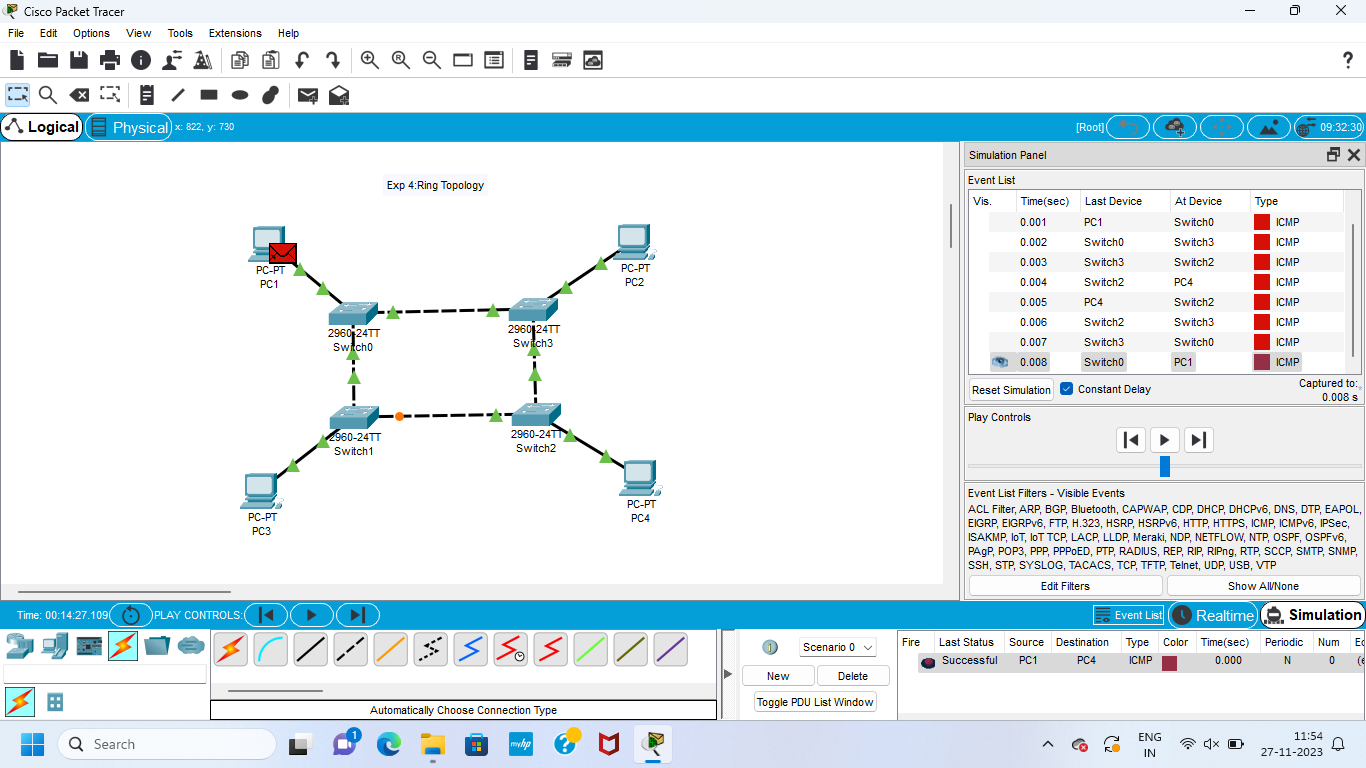 Cisco Packet Tracer
File Edit Options View Tools Extensions Help
?
Logical Physical x: 822, y: 730 [Root] 09:32:30
Exp 4:Ring Topology
PC-PT
PC1
PC-PT
PC2
2960-24TT
Switch0
2960-24TT
Switch3
2960-24TT
Switch1
2960-24TT
Switch2
PC-PT
PC3
PC-PT
PC4
Simulation Panel
Event List
Vis. Time(sec) Last Device At Device Type
0.001 PC1 Switch0 ICMP
0.002 Switch0 Switch3 ICMP
0.003 Switch3 Switch2 ICMP
0.004 Switch2 PC4 ICMP
0.005 PC4 Switch2 ICMP
0.006 Switch2 Switch3 ICMP
0.007 Switch3 Switch0 ICMP
0.008 Switch0 PC1 ICMP
Reset Simulation Constant Delay Captured to:
0.008 s
Play Controls
Event List Filters - Visible Events
ACL Filter, ARP, BGP, Bluetooth, CAPWAP, CDP, DHCP, DHCPv6, DNS, DTP, EAPOL,
EIGRP, EIGRPv6, FTP, H.323, HSRP, HSRPv6, HTTP, HTTPS, ICMP, ICMPv6, IPSec,
ISAKMP, IoT, IoT TCP, LACP, LLDP, Meraki, NDP, NETFLOW, NTP, OSPF, OSPFv6,
PAgP, POP3, PPP, PPPoED, PTP, RADIUS, REP, RIP, RIPng, RTP, SCCP, SMTP, SNMP,
SSH, STP, SYSLOG, TACACS, TCP, TFTP, Telnet, UDP, USB, VTP
Edit Filters Show All/None
Time: 00:14:27.109 PLAY CONTROLS: Event List Realtime Simulation
Automatically Choose Connection Type
Scenario 0
New Delete
Toggle PDU List Window
Fire Last Status Source Destination Type Color Time(sec) Periodic Num Ed
Successful PC1 PC4 ICMP 0.000 N 0 (e
Search
1
myhp
ENG
IN
11:54
27-11-2023